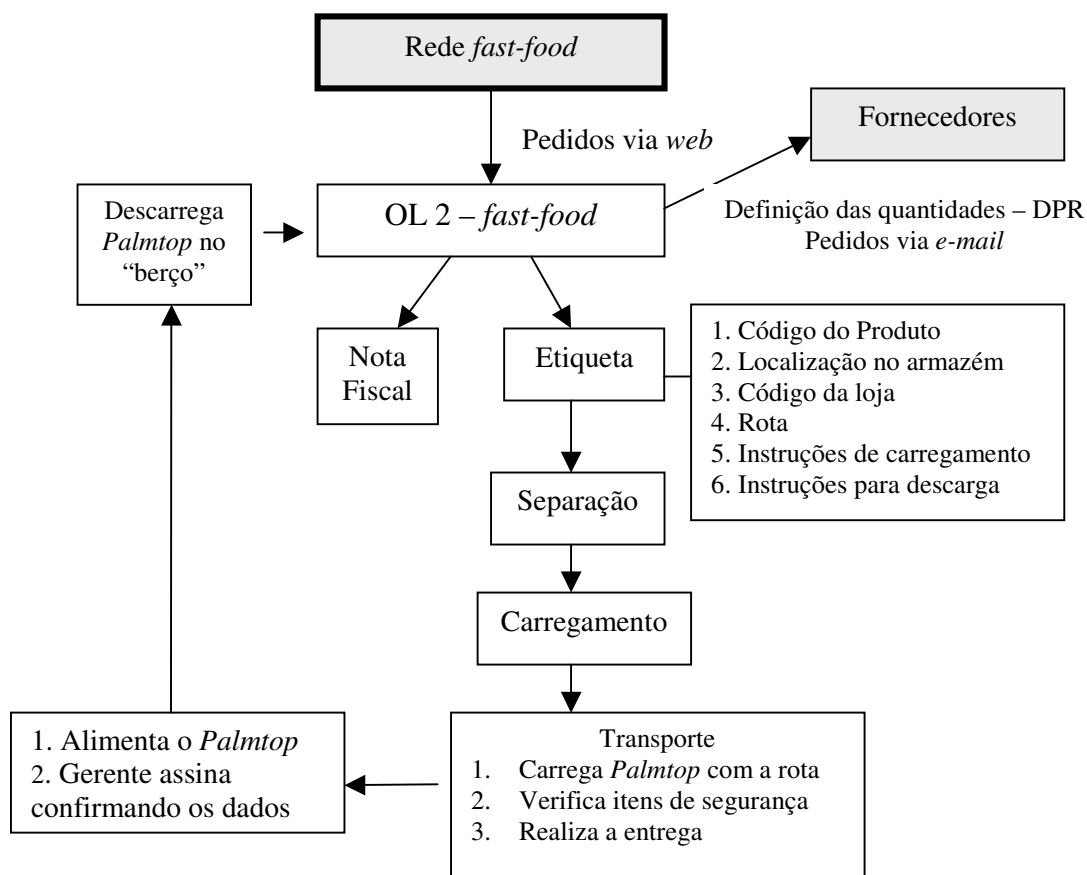 Rede fast-food
Fornecedores
Pedidos via web
Descarrega
Palmtop no
“berço”
OL 2 – fast-food
Definição das quantidades – DPR
Pedidos via e-mail
Nota
Fiscal
Etiqueta
1. Código do Produto
2. Localização no armazém
3. Código da loja
4. Rota
5. Instruções de carregamento
6. Instruções para descarga
Separação
Carregamento
1. Alimenta o Palmtop
2. Gerente assina
confirmando os dados
Transporte
1. Carrega Palmtop com a rota
2. Verifica itens de segurança
3. Realiza a entrega